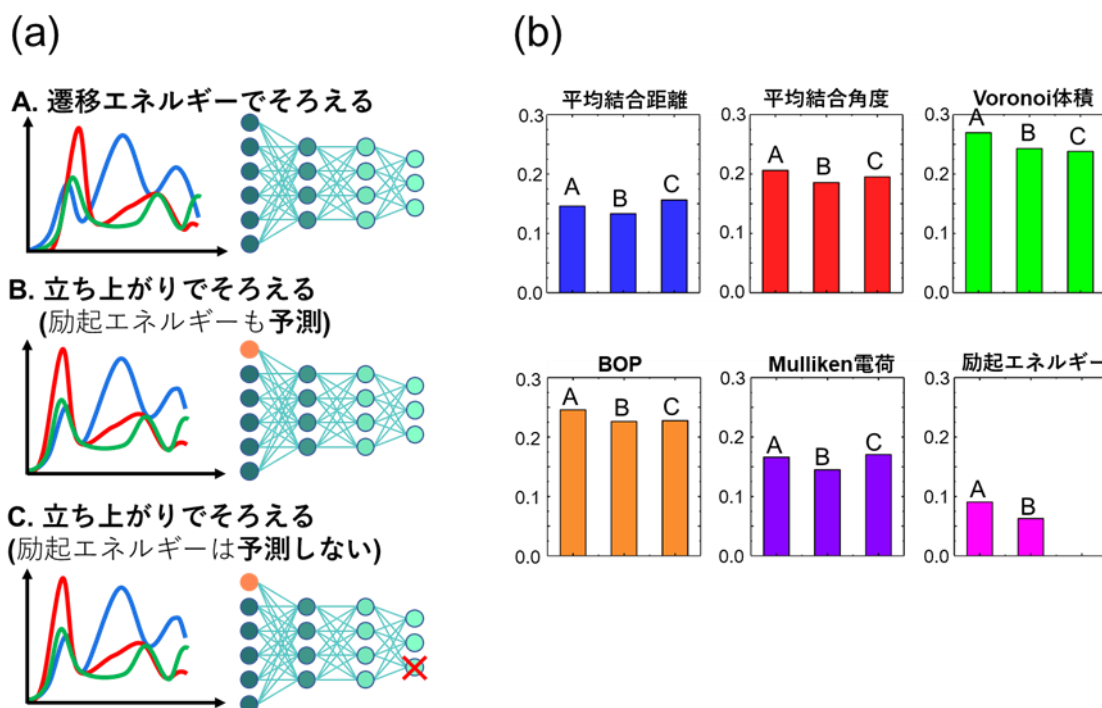 (a)
A. 遷移エネルギーでそろえる
B. 立ち上がりでそろえる
(励起エネルギーも予測)
C. 立ち上がりでそろえる
(励起エネルギーは予測しない)
(b)
平均結合距離
0.3
0.2
0.1
0.0
A
B
C
平均結合角度
0.3
0.2
0.1
0.0
A
B
C
Voronoi体積
0.3
0.2
0.1
0.0
A
B
C
BOP
0.3
0.2
0.1
0.0
A
B
C
Mulliken電荷
0.3
0.2
0.1
0.0
A
B
C
励起エネルギー
0.3
0.2
0.1
0.0
A
B